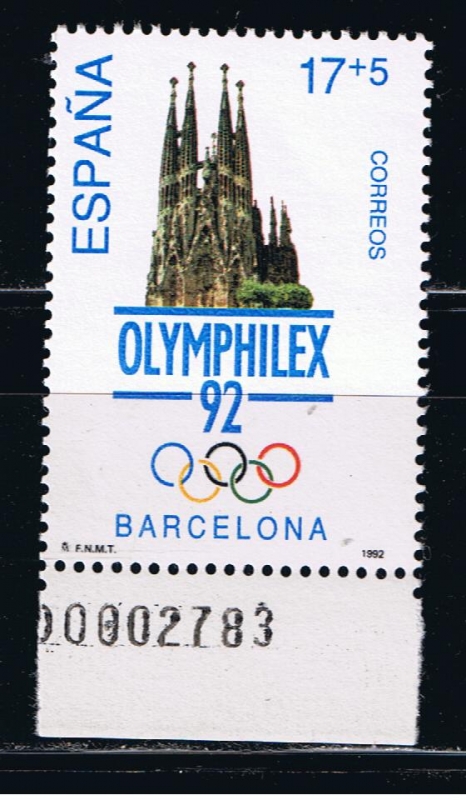 ESPAÑA
17+5
CORREOS
OLYMPHILEX
92
BARCELONA
F.N.M.T.
1992
00002783